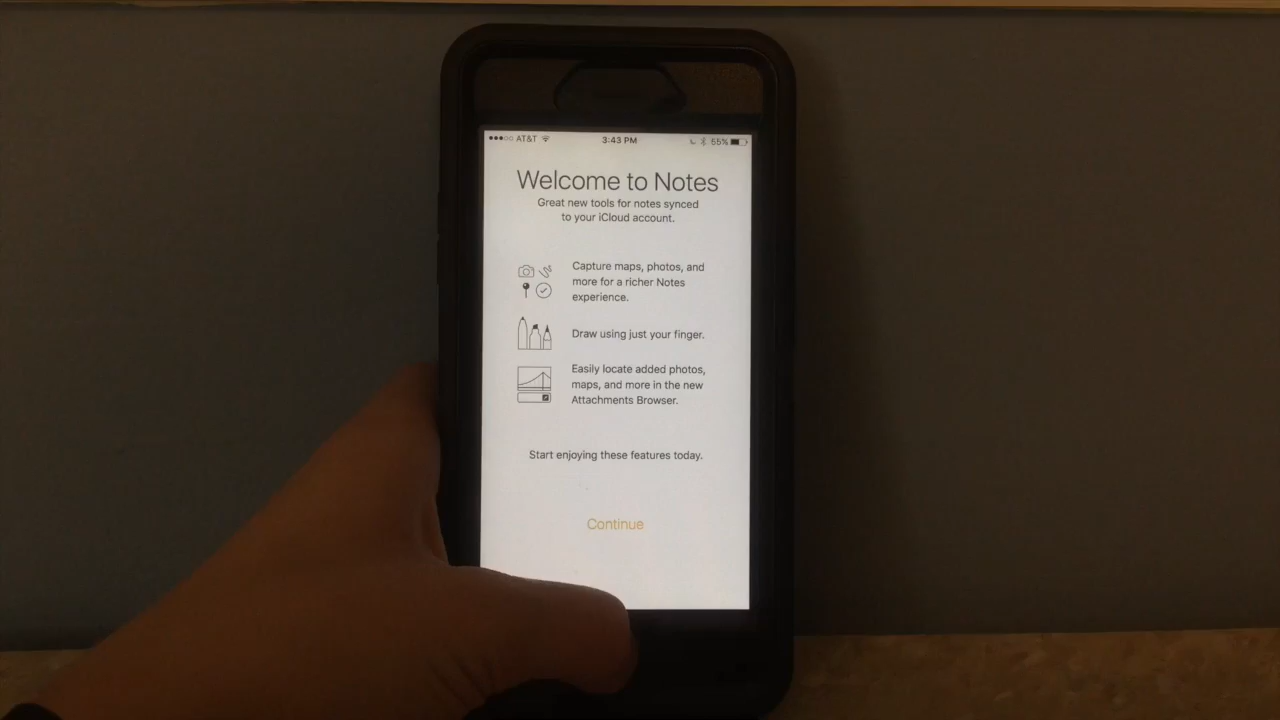 AT&T 3:43 PM 55%
Welcome to Notes
Great new tools for notes synced
to your iCloud account.
Capture maps, photos, and
more for a richer Notes
experience.
Draw using just your finger.
Easily locate added photos,
maps, and more in the new
Attachments Browser.
Start enjoying these features today.
Continue